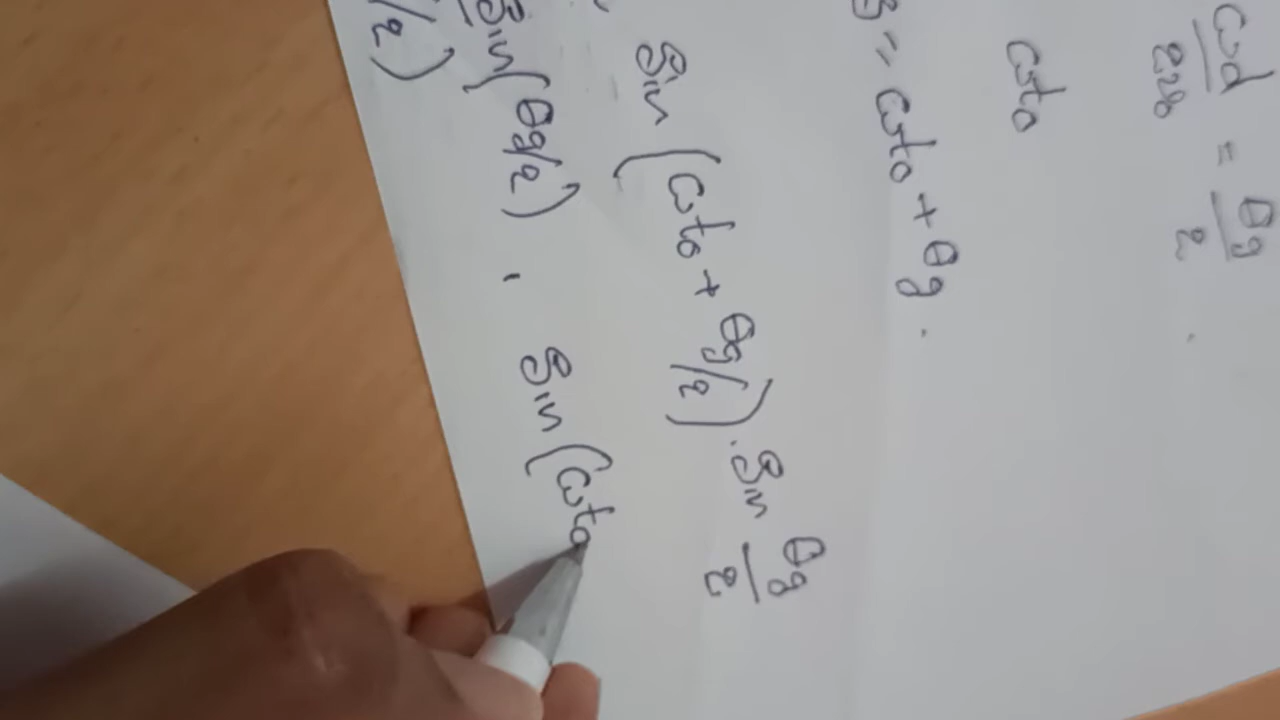 ωd/2υ0 = θg/2
ωt0
B = ωt0 + θg.
Sin (ωt0 + θg/2) . Sin θg/2
Sin(θg/2) . Sin(ωt0
/2)